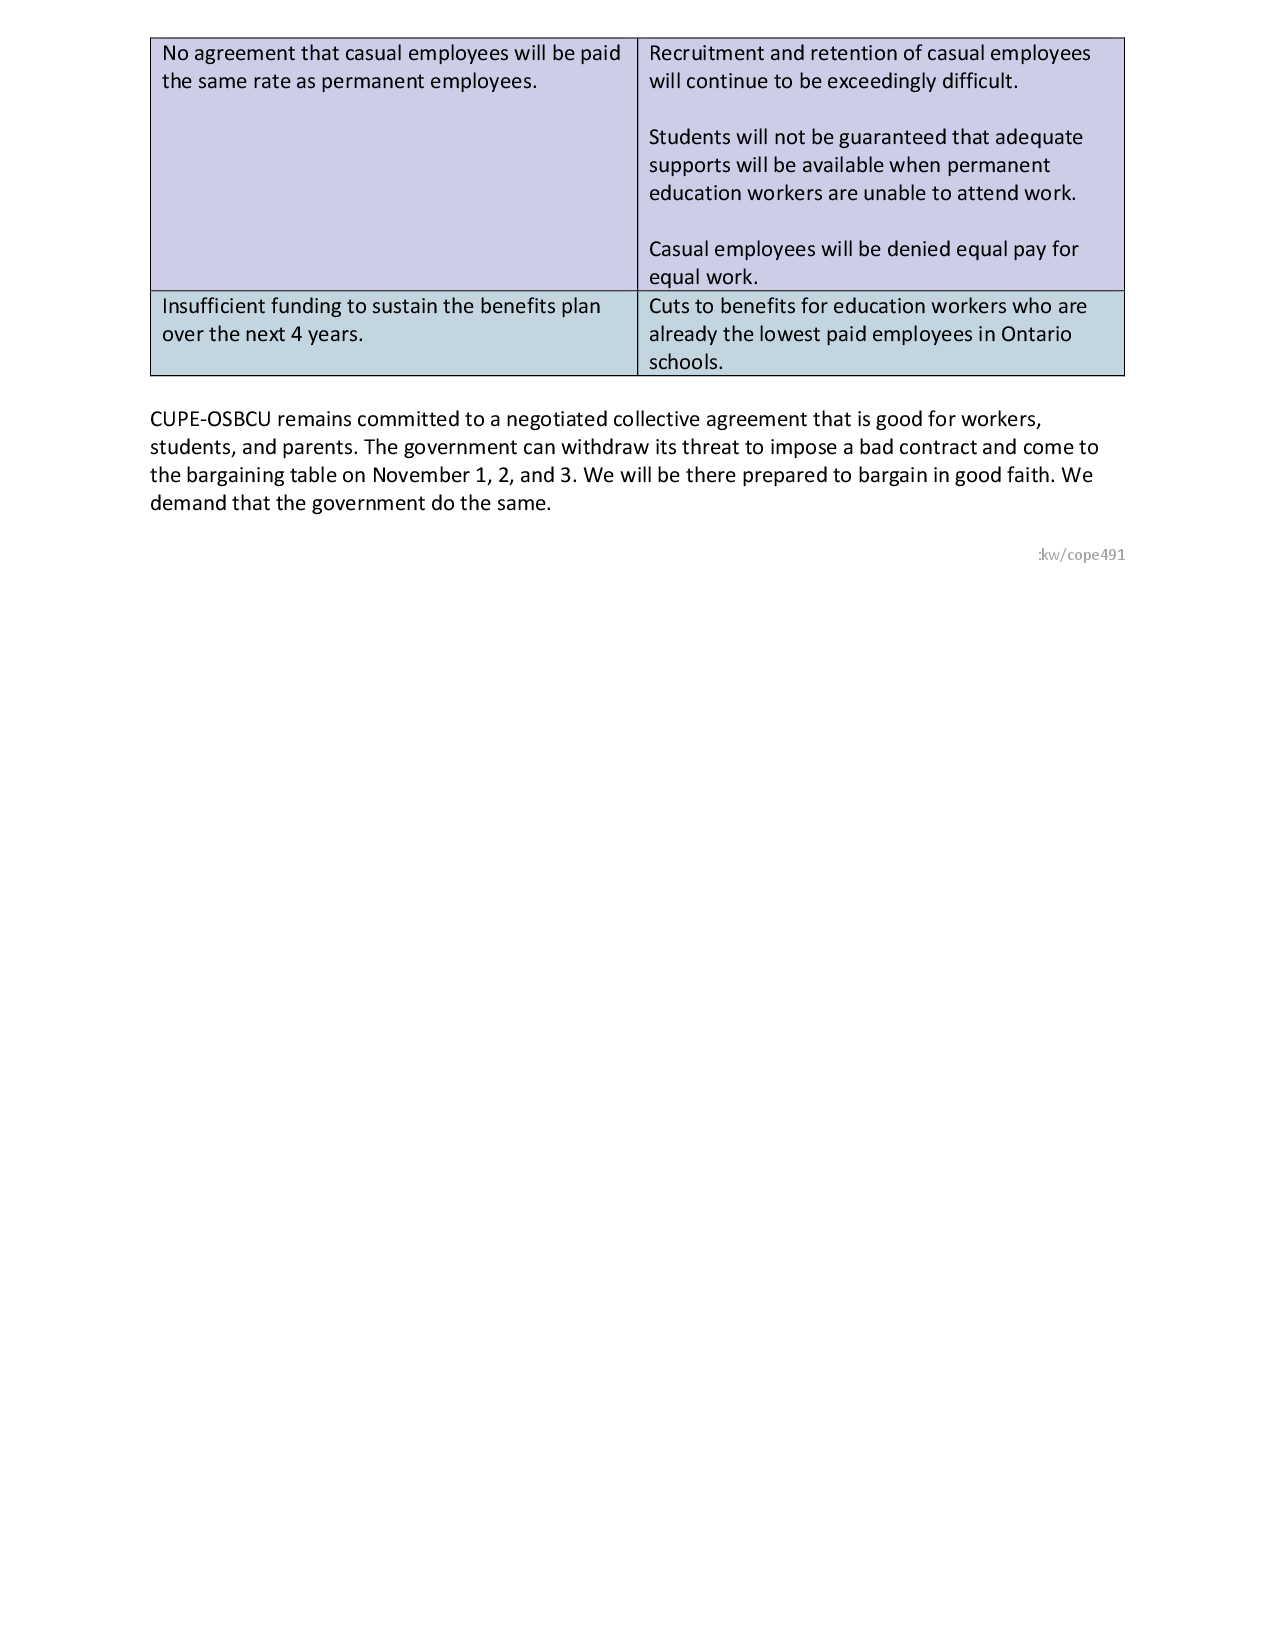 No agreement that casual employees will be paid
the same rate as permanent employees.
Recruitment and retention of casual employees
will continue to be exceedingly difficult.
Students will not be guaranteed that adequate
supports will be available when permanent
education workers are unable to attend work.
Casual employees will be denied equal pay for
equal work.
Insufficient funding to sustain the benefits plan
over the next 4 years.
Cuts to benefits for education workers who are
already the lowest paid employees in Ontario
schools.
CUPE-OSBCU remains committed to a negotiated collective agreement that is good for workers,
students, and parents. The government can withdraw its threat to impose a bad contract and come to
the bargaining table on November 1, 2, and 3. We will be there prepared to bargain in good faith. We
demand that the government do the same.
:kw/cope491